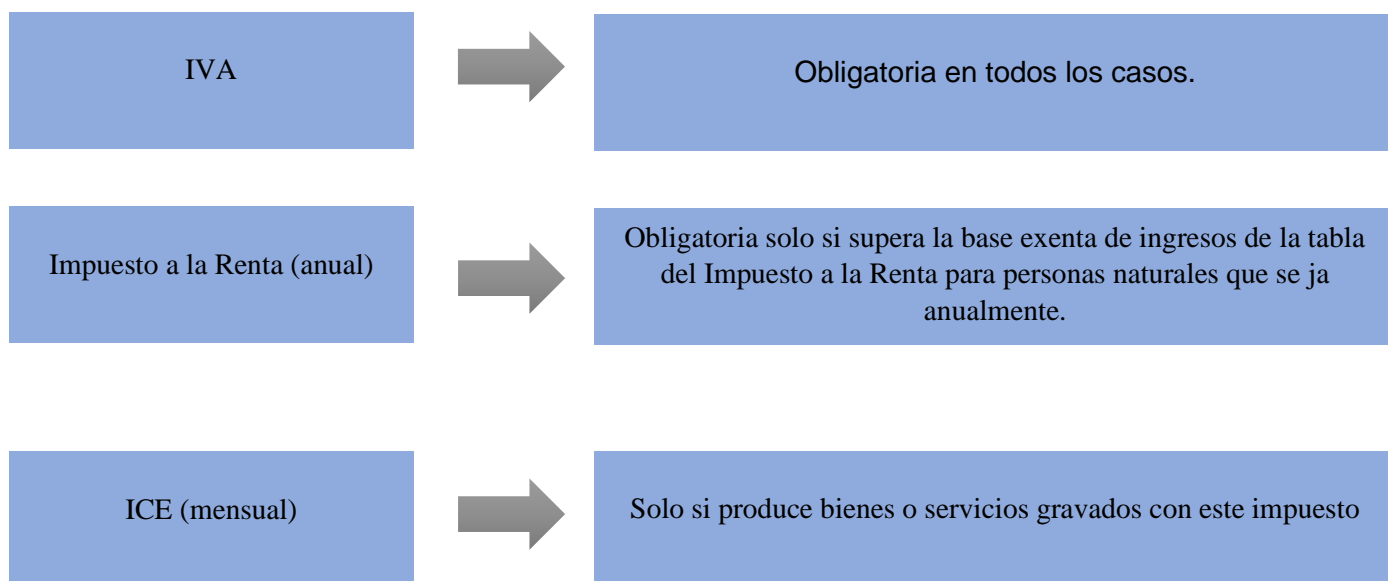 IVA
Obligatoria en todos los casos.
Impuesto a la Renta (anual)
Obligatoria solo si supera la base exenta de ingresos de la tabla
del Impuesto a la Renta para personas naturales que se ja
anualmente.
ICE (mensual)
Solo si produce bienes o servicios gravados con este impuesto